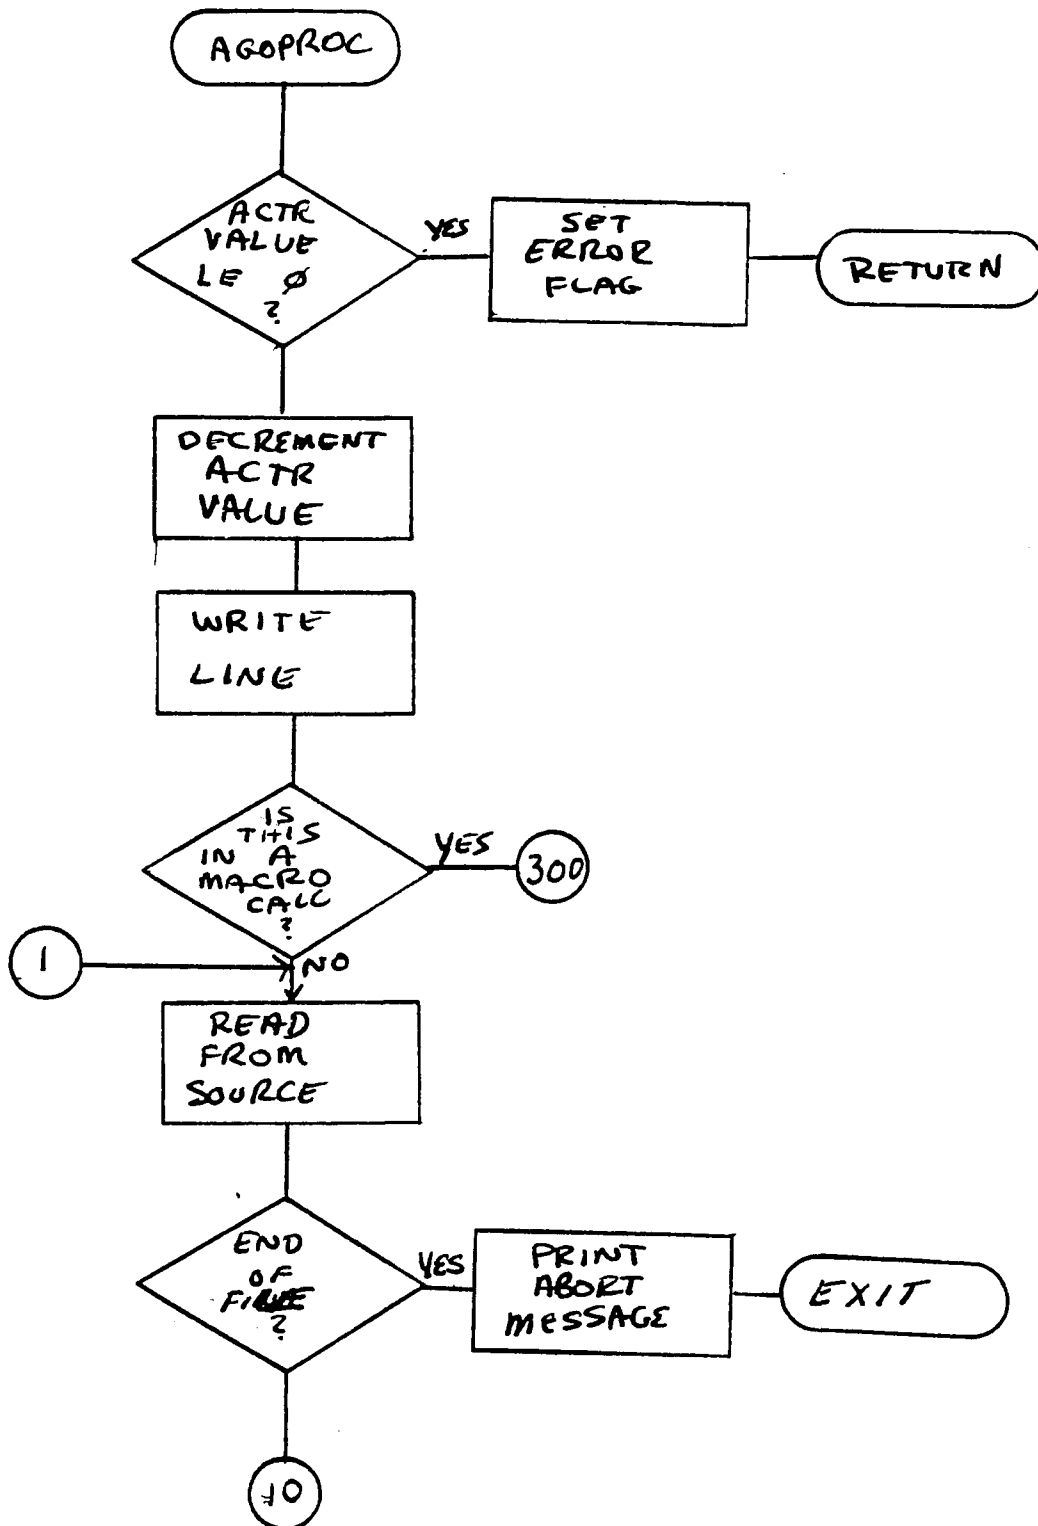 AGOPROC
ACTR
VALUE
LE Ø
?
YES
SET
ERROR
FLAG
RETURN
DECREMENT
ACTR
VALUE
WRITE
LINE
IS
THIS
IN A
MACRO
CALL
?
YES
300
1
NO
READ
FROM
SOURCE
END
OF
FILE
?
YES
PRINT
ABORT
MESSAGE
EXIT
10